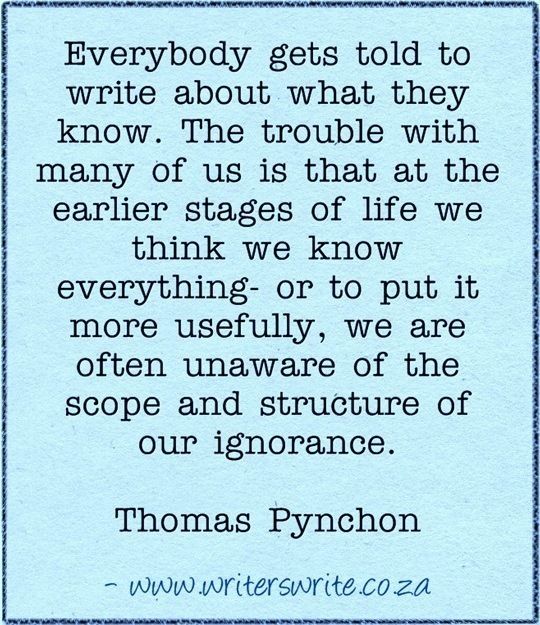 Everybody gets told to
write about what they
know. The trouble with
many of us is that at the
earlier stages of life we
think we know
everything- or to put it
more usefully, we are
often unaware of the
scope and structure of
our ignorance.
Thomas Pynchon
- www.writerswrite.co.za